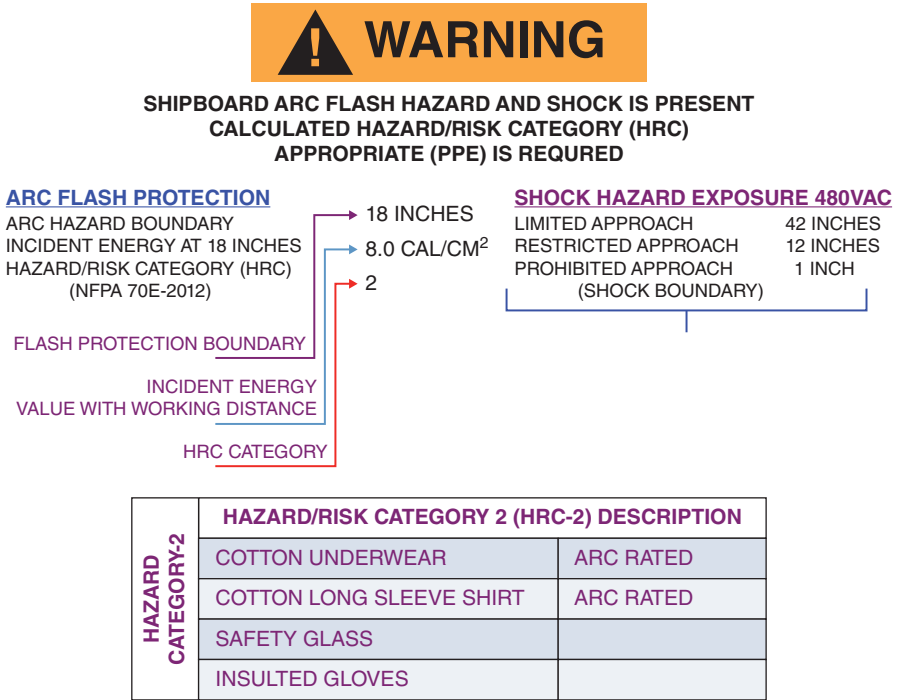 ! WARNING
SHIPBOARD ARC FLASH HAZARD AND SHOCK IS PRESENT
CALCULATED HAZARD/RISK CATEGORY (HRC)
APPROPRIATE (PPE) IS REQURED
ARC FLASH PROTECTION
ARC HAZARD BOUNDARY 18 INCHES
INCIDENT ENERGY AT 18 INCHES 8.0 CAL/CM²
HAZARD/RISK CATEGORY (HRC) 2
(NFPA 70E-2012)
FLASH PROTECTION BOUNDARY
INCIDENT ENERGY
VALUE WITH WORKING DISTANCE
HRC CATEGORY
SHOCK HAZARD EXPOSURE 480VAC
LIMITED APPROACH 42 INCHES
RESTRICTED APPROACH 12 INCHES
PROHIBITED APPROACH 1 INCH
(SHOCK BOUNDARY)
HAZARD
CATEGORY-2
HAZARD/RISK CATEGORY 2 (HRC-2) DESCRIPTION
COTTON UNDERWEAR ARC RATED
COTTON LONG SLEEVE SHIRT ARC RATED
SAFETY GLASS
INSULTED GLOVES